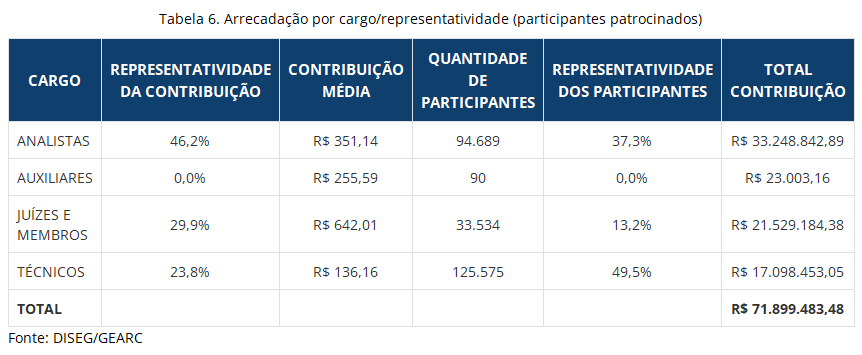 Tabela 6. Arrecadação por cargo/representatividade (participantes patrocinados)
CARGO REPRESENTATIVIDADE DA CONTRIBUIÇÃO CONTRIBUIÇÃO MÉDIA QUANTIDADE DE PARTICIPANTES REPRESENTATIVIDADE DOS PARTICIPANTES TOTAL CONTRIBUIÇÃO
ANALISTAS 46,2% R$ 351,14 94.689 37,3% R$ 33.248.842,89
AUXILIARES 0,0% R$ 255,59 90 0,0% R$ 23.003,16
JUÍZES E MEMBROS 29,9% R$ 642,01 33.534 13,2% R$ 21.529.184,38
TÉCNICOS 23,8% R$ 136,16 125.575 49,5% R$ 17.098.453,05
TOTAL R$ 71.899.483,48
Fonte: DISEG/GEARC